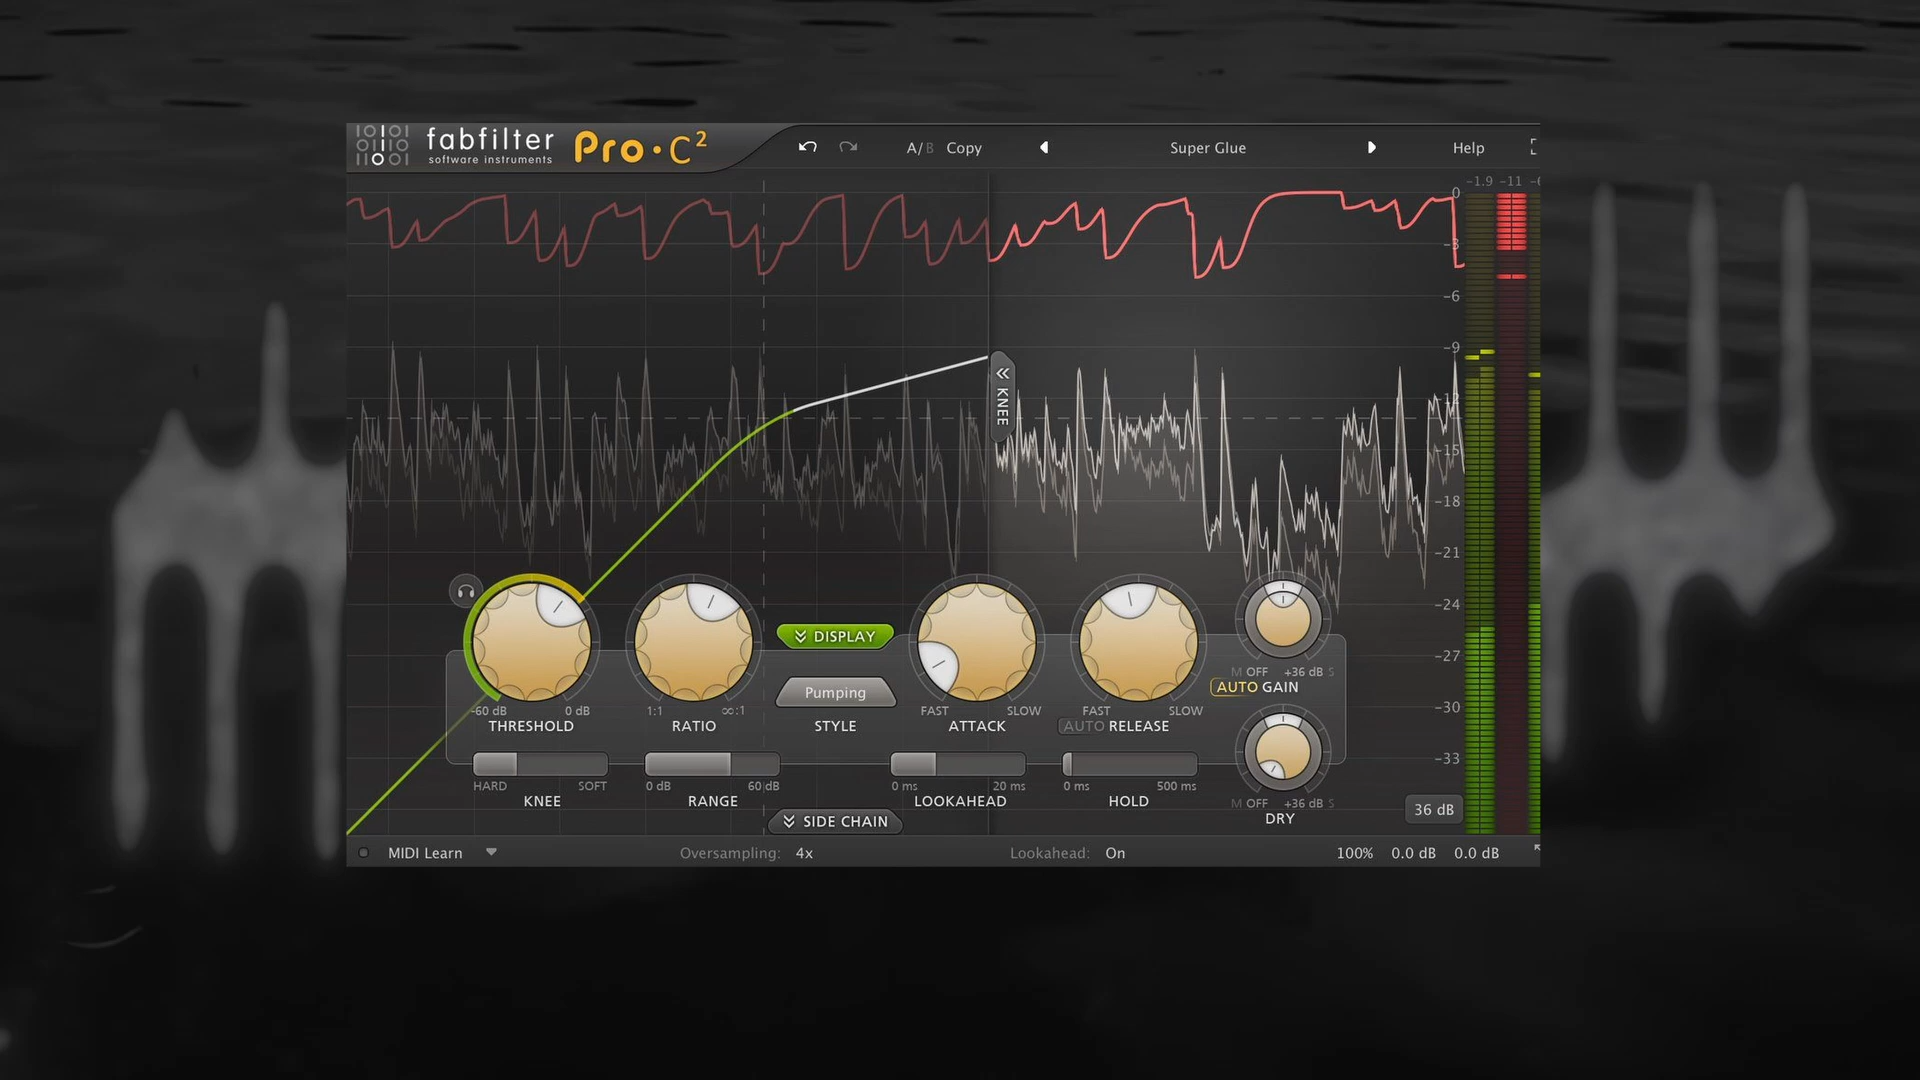 IOIOI fabfilter Pro·C²
OIIOI software instruments
IIOOI
A/B Copy Super Glue Help
-1.9 -11
0
-3
-6
-9
-12
-15
-18
-21
-24
-27
-30
-33
KNEE
DISPLAY
Pumping
STYLE
-60 dB 0 dB
THRESHOLD
1:1 ∞:1
RATIO
FAST SLOW
ATTACK
FAST SLOW
AUTO RELEASE
M OFF +36 dB S
AUTO GAIN
HARD SOFT
KNEE
0 dB 60 dB
RANGE
0 ms 20 ms
LOOKAHEAD
0 ms 500 ms
HOLD
M OFF +36 dB S
DRY
36 dB
SIDE CHAIN
MIDI Learn Oversampling: 4x Lookahead: On 100% 0.0 dB 0.0 dB